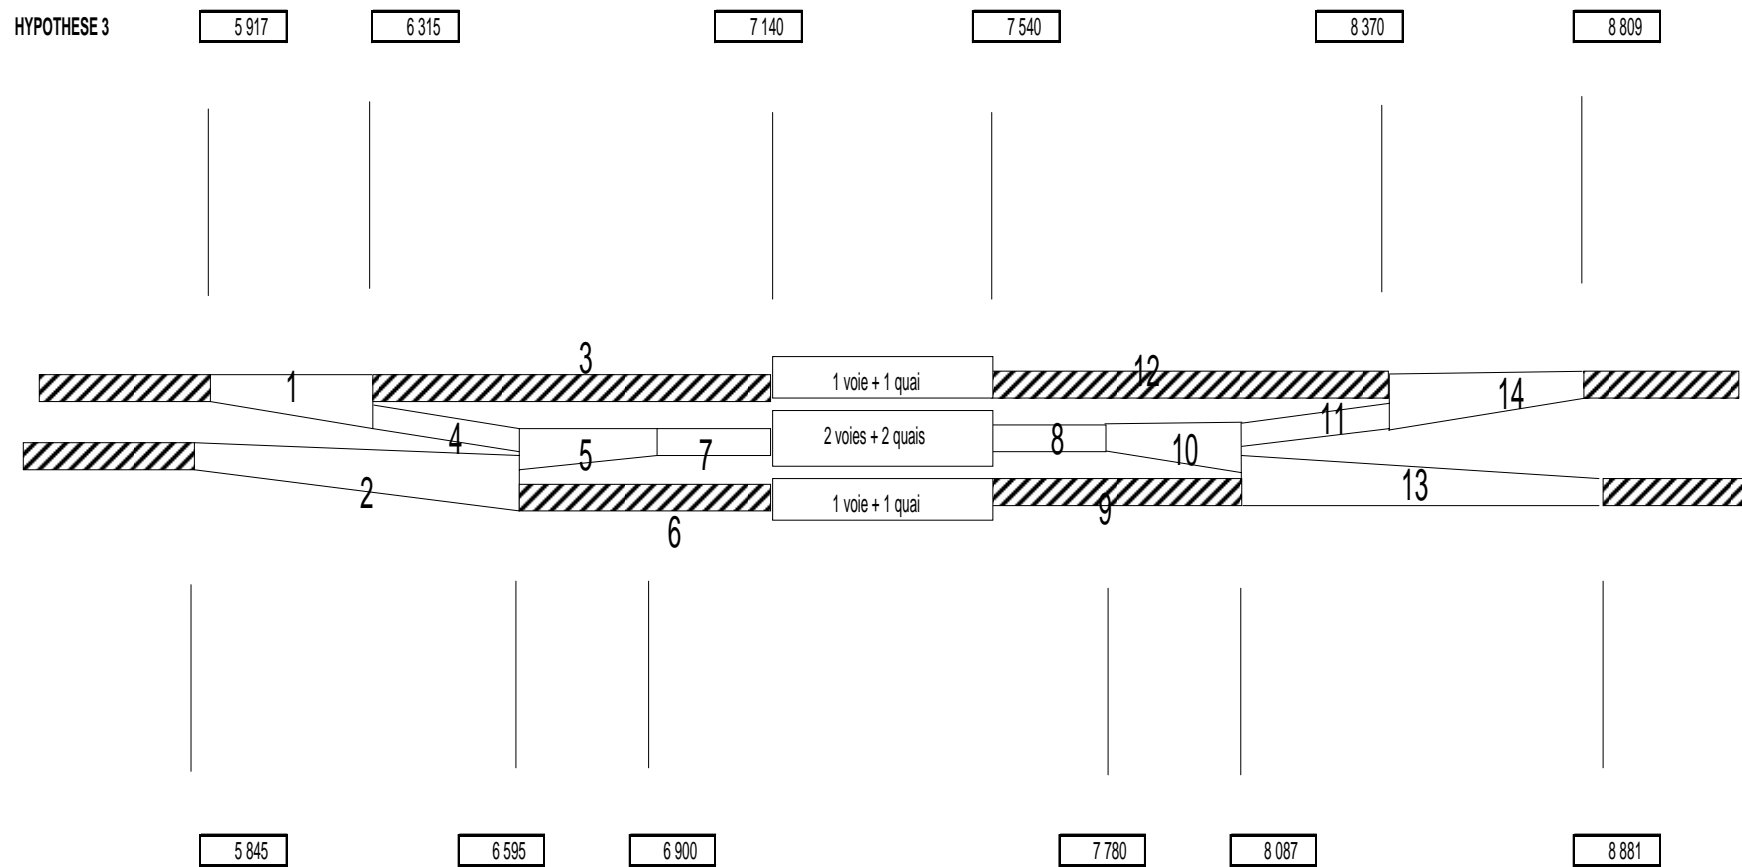 HYPOTHESE 3 5 917 6 315 7 140 7 540 8 370 8 809
3 12
1 1 voie + 1 quai 14
11
4 2 voies + 2 quais 8
5 7 10
2 13
1 voie + 1 quai 9
6
5 845 6 595 6 900 7 780 8 087 8 881